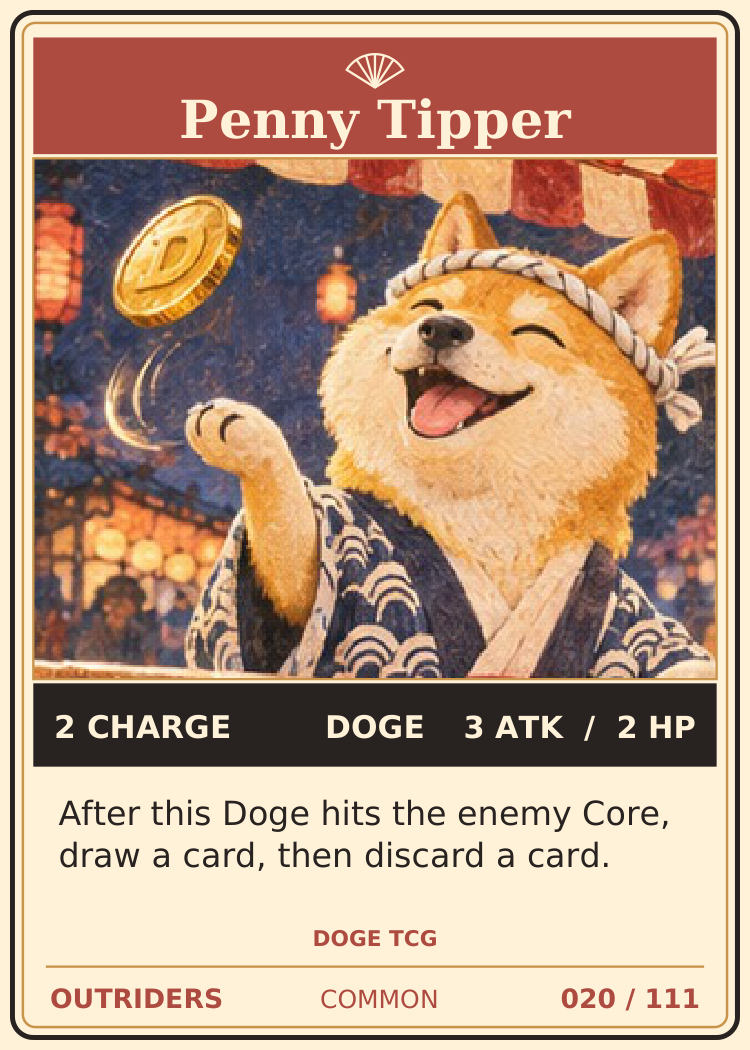 Penny Tipper
D
2 CHARGE DOGE 3 ATK / 2 HP
After this Doge hits the enemy Core,
draw a card, then discard a card.
DOGE TCG
OUTRIDERS COMMON 020 / 111